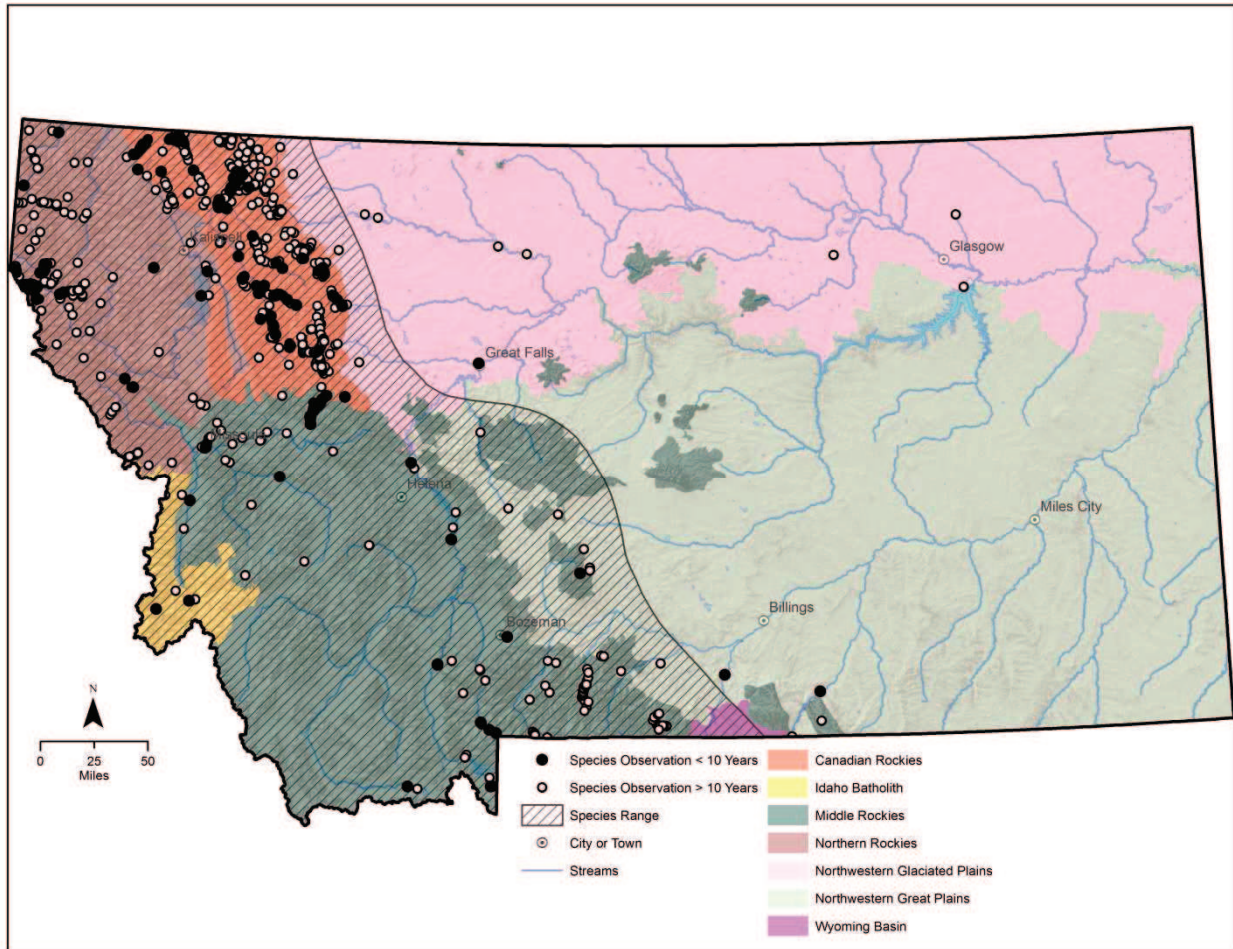 Kalispell
Glasgow
Great Falls
Missoula
Helena
Miles City
Billings
Bozeman
N
0 50
Miles
Species Observation < 10 Years
Species Observation > 10 Years
Species Range
City or Town
Streams
Canadian Rockies
Idaho Batholith
Middle Rockies
Northern Rockies
Northwestern Glaciated Plains
Northwestern Great Plains
Wyoming Basin